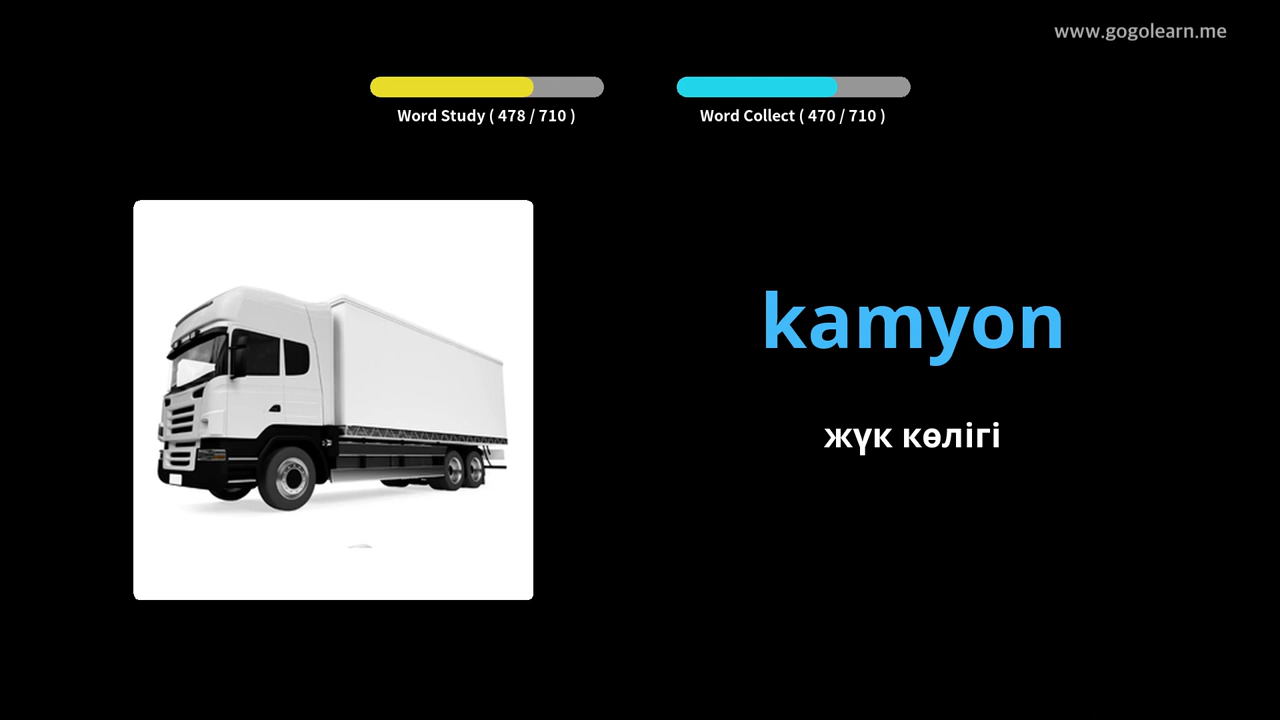 www.gogolearn.me
Word Study ( 478 / 710 )
Word Collect ( 470 / 710 )
kamyon
жүк көлігі